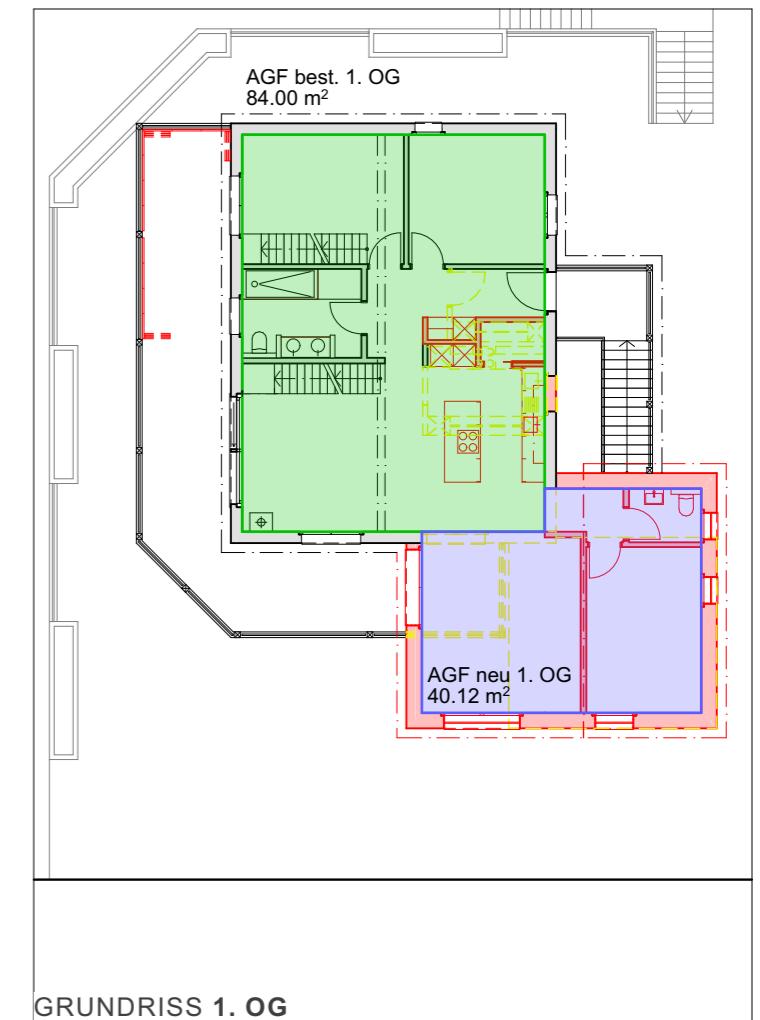 AGF best. 1. OG
84.00 m²
AGF neu 1. OG
40.12 m²
GRUNDRISS 1. OG